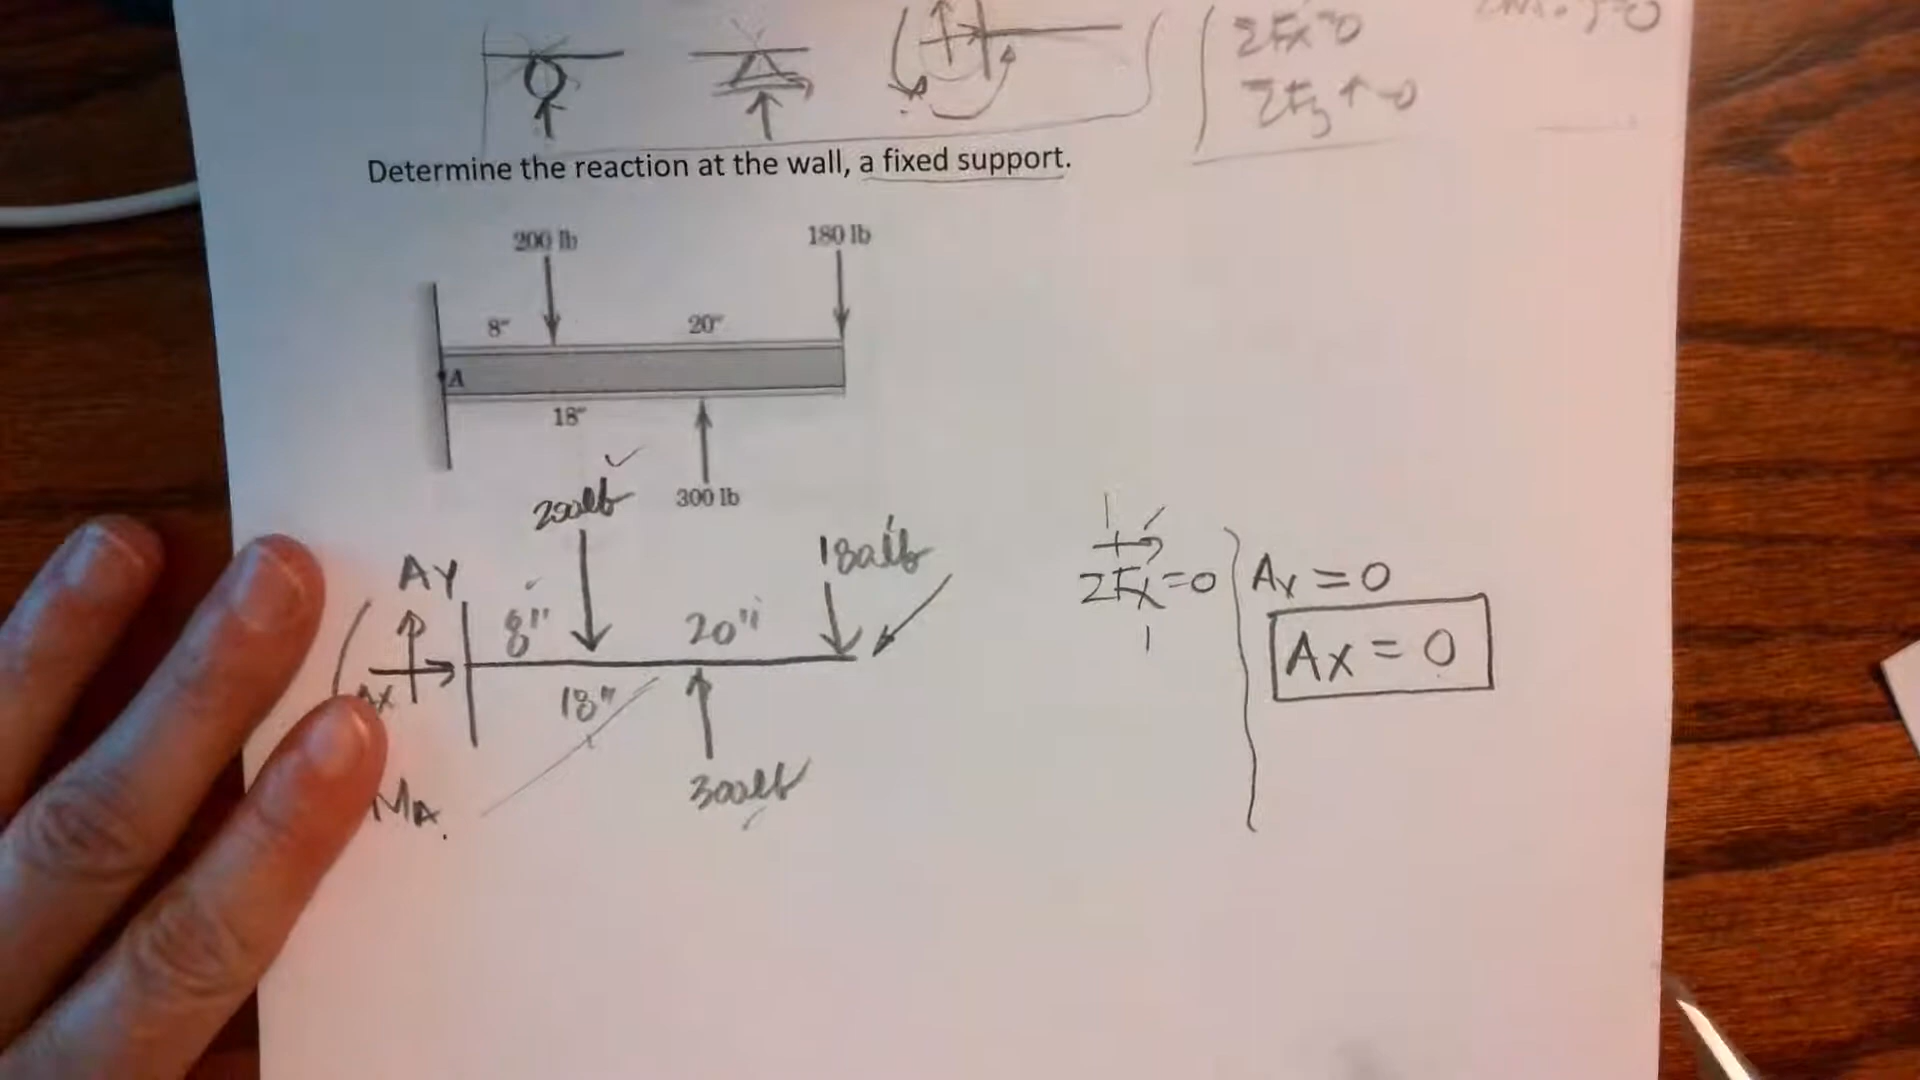 ΣFx=0
ΣFy↑=0
Determine the reaction at the wall, a fixed support.
200 lb
180 lb
8"
20"
A
18"
300 lb
200lb
180lb
AY
8"
20"
Ax
18"
300lb
MA.
ΣFx=0
Ax=0
Ax=0